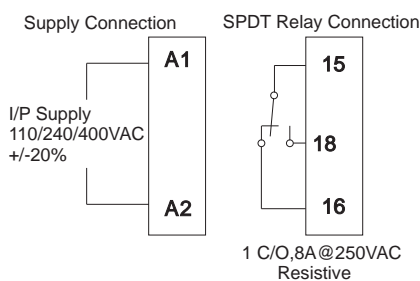 Supply Connection
SPDT Relay Connection
A1
I/P Supply
110/240/400VAC
+/-20%
A2
15
18
16
1 C/O,8A@250VAC
Resistive